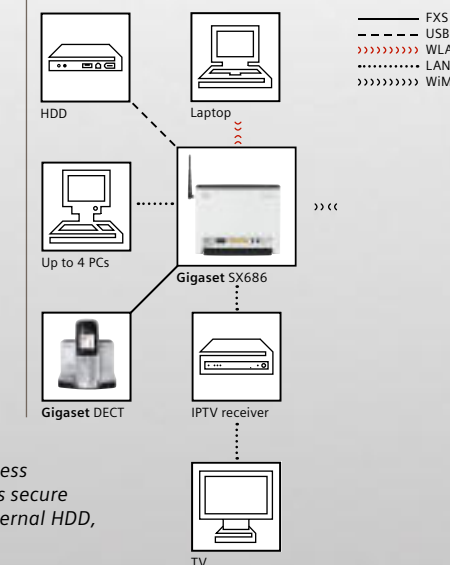 FXS
USB
WLA
LAN
WiM
HDD
Laptop
Up to 4 PCs
Gigaset SX686
Gigaset DECT
IPTV receiver
ess
s secure
ernal HDD,
TV